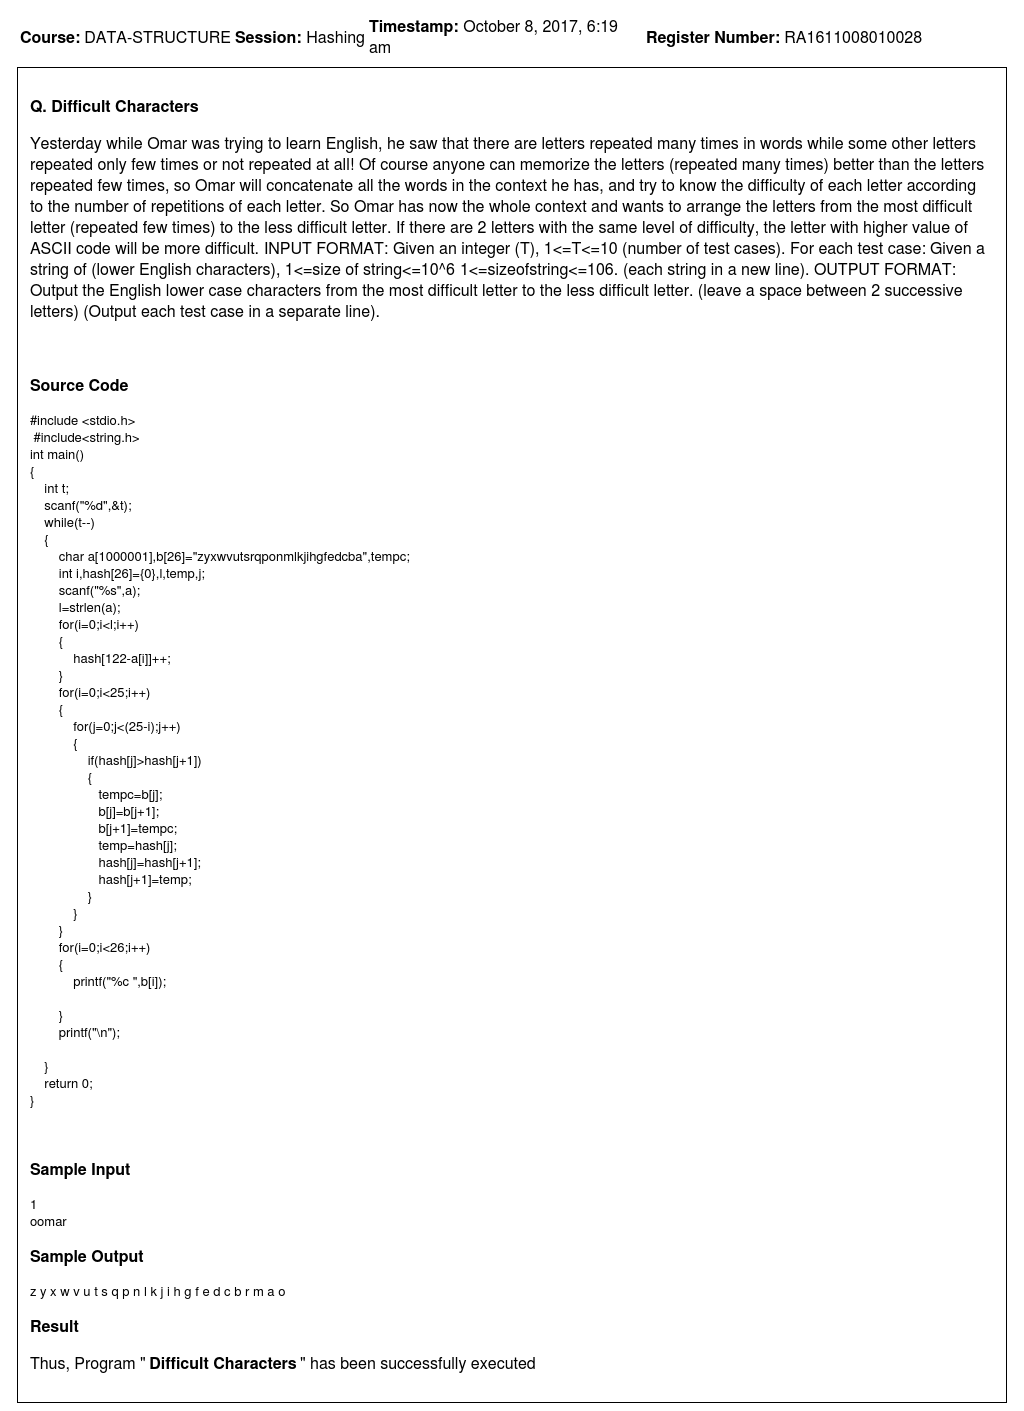 Course: DATA-STRUCTURE Session: Hashing Timestamp: October 8, 2017, 6:19 am Register Number: RA1611008010028
Q. Difficult Characters
Yesterday while Omar was trying to learn English, he saw that there are letters repeated many times in words while some other letters
repeated only few times or not repeated at all! Of course anyone can memorize the letters (repeated many times) better than the letters
repeated few times, so Omar will concatenate all the words in the context he has, and try to know the difficulty of each letter according
to the number of repetitions of each letter. So Omar has now the whole context and wants to arrange the letters from the most difficult
letter (repeated few times) to the less difficult letter. If there are 2 letters with the same level of difficulty, the letter with higher value of
ASCII code will be more difficult. INPUT FORMAT: Given an integer (T), 1<=T<=10 (number of test cases). For each test case: Given a
string of (lower English characters), 1<=size of string<=10^6 1<=sizeofstring<=106. (each string in a new line). OUTPUT FORMAT:
Output the English lower case characters from the most difficult letter to the less difficult letter. (leave a space between 2 successive
letters) (Output each test case in a separate line).
Source Code
#include <stdio.h>
#include<string.h>
int main()
{
int t;
scanf("%d",&t);
while(t--)
{
char a[1000001],b[26]="zyxwvutsrqponmlkjihgfedcba",tempc;
int i,hash[26]={0},l,temp,j;
scanf("%s",a);
l=strlen(a);
for(i=0;i<l;i++)
{
hash[122-a[i]]++;
}
for(i=0;i<25;i++)
{
for(j=0;j<(25-i);j++)
{
if(hash[j]>hash[j+1])
{
tempc=b[j];
b[j]=b[j+1];
b[j+1]=tempc;
temp=hash[j];
hash[j]=hash[j+1];
hash[j+1]=temp;
}
}
}
for(i=0;i<26;i++)
{
printf("%c ",b[i]);
}
printf("\n");
}
return 0;
}
Sample Input
1
oomar
Sample Output
z y x w v u t s q p n l k j i h g f e d c b r m a o
Result
Thus, Program " Difficult Characters " has been successfully executed